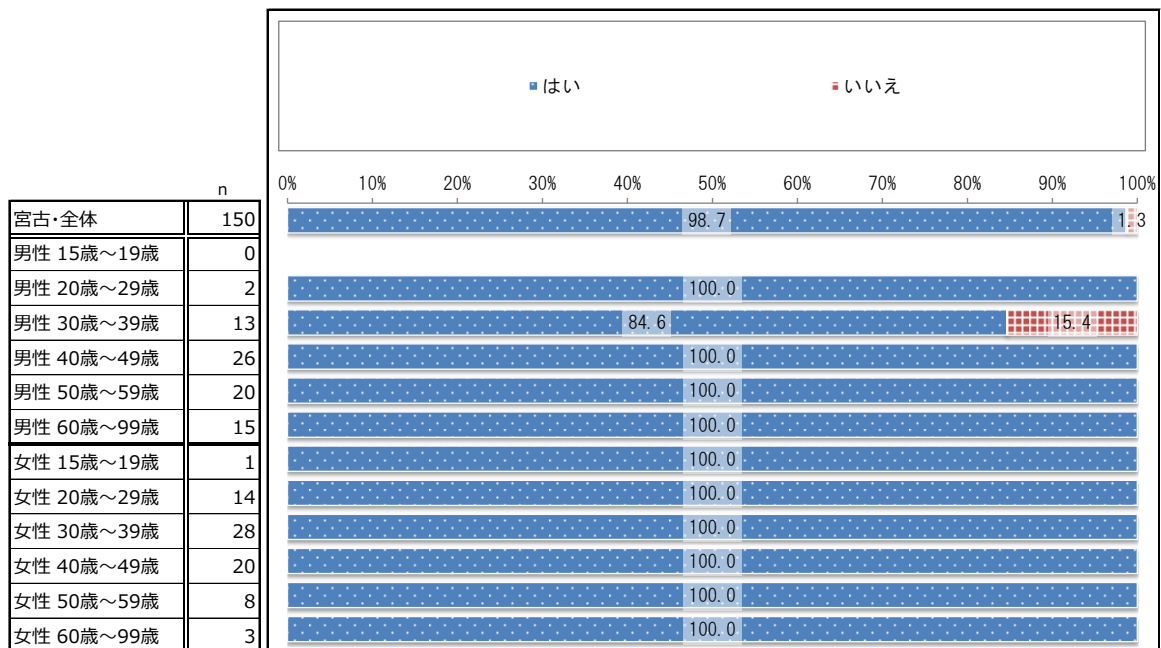 はい いいえ
n 0% 10% 20% 30% 40% 50% 60% 70% 80% 90% 100%
宮古・全体 150 98.7 1.3
男性 15歳～19歳 0
男性 20歳～29歳 2 100.0
男性 30歳～39歳 13 84.6 15.4
男性 40歳～49歳 26 100.0
男性 50歳～59歳 20 100.0
男性 60歳～99歳 15 100.0
女性 15歳～19歳 1 100.0
女性 20歳～29歳 14 100.0
女性 30歳～39歳 28 100.0
女性 40歳～49歳 20 100.0
女性 50歳～59歳 8 100.0
女性 60歳～99歳 3 100.0